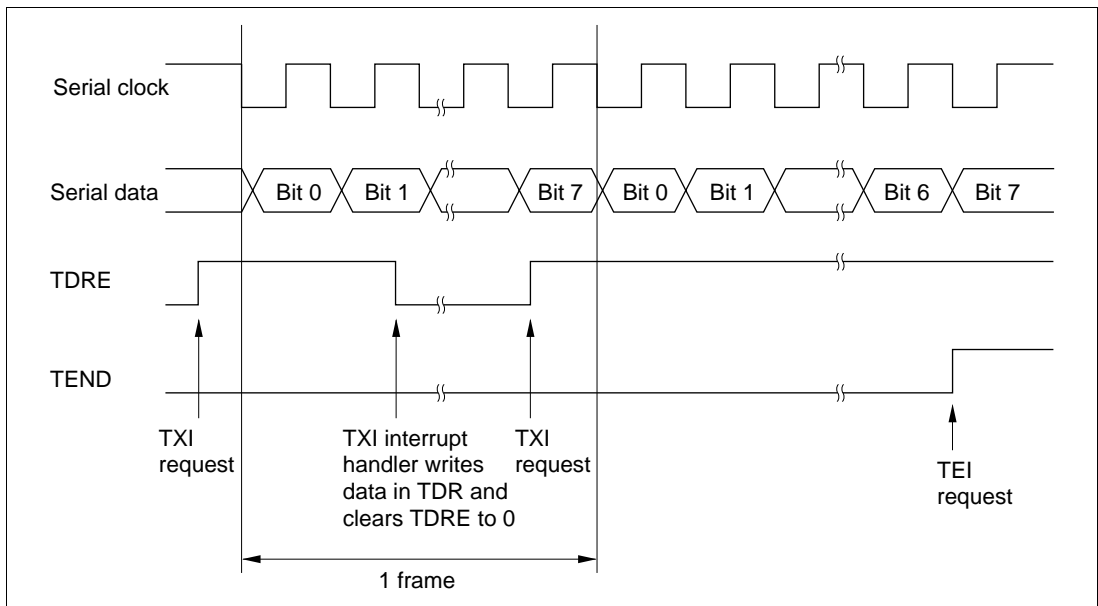 Serial clock
Serial data
Bit 0
Bit 1
Bit 7
Bit 0
Bit 1
Bit 6
Bit 7
TDRE
TEND
TXI
request
TXI interrupt
handler writes
data in TDR and
clears TDRE to 0
TXI
request
TEI
request
1 frame